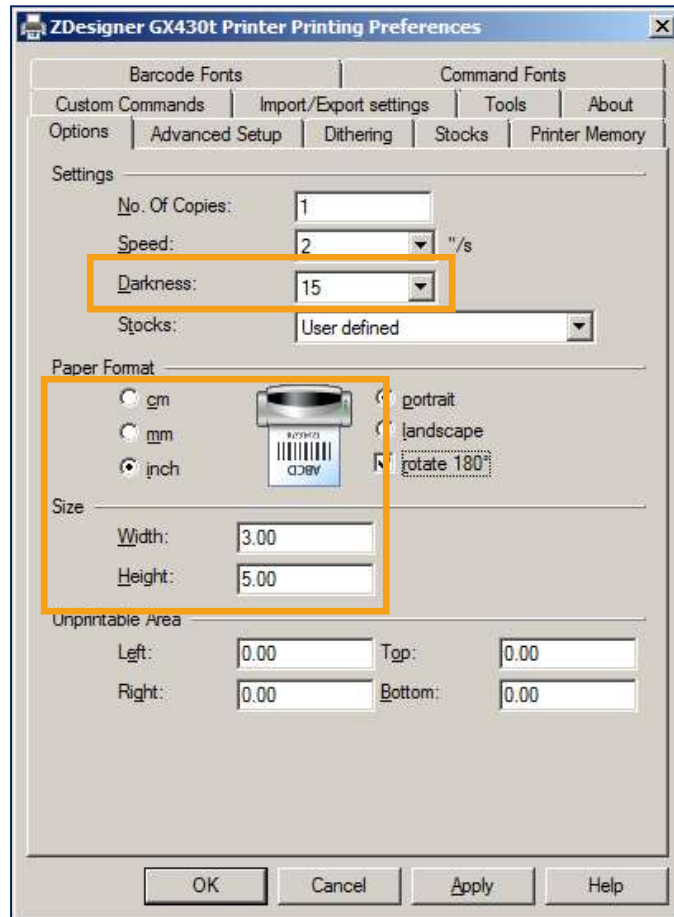 ZDesigner GX430t Printer Printing Preferences
Barcode Fonts Command Fonts
Custom Commands Import/Export settings Tools About
Options Advanced Setup Dithering Stocks Printer Memory
Settings
No. Of Copies: 1
Speed: 2 "/s
Darkness: 15
Stocks: User defined
Paper Format
cm portrait
mm landscape
inch rotate 180°
ABCD
Size
Width: 3.00
Height: 5.00
Unprintable Area
Left: 0.00 Top: 0.00
Right: 0.00 Bottom: 0.00
OK Cancel Apply Help